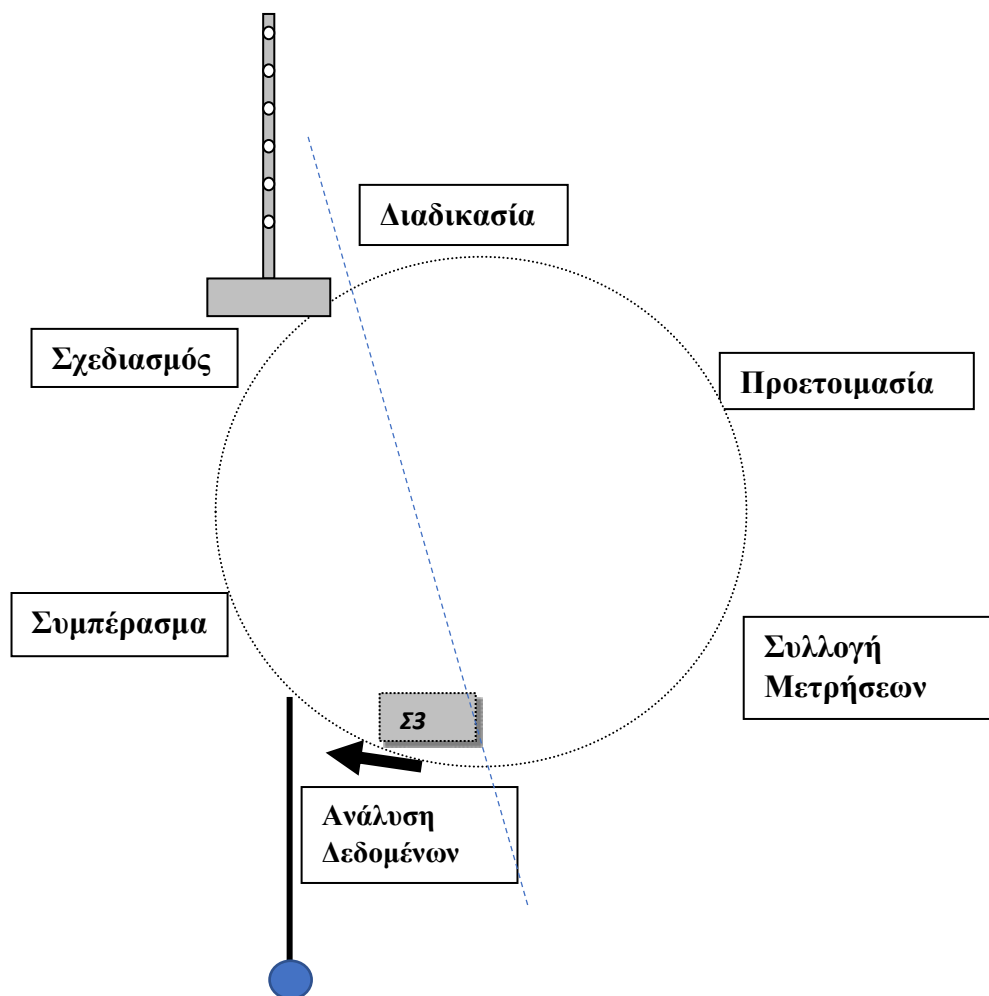 Διαδικασία
Σχεδιασμός
Προετοιμασία
Συμπέρασμα
Συλλογή
Μετρήσεων
Σ3
Ανάλυση
Δεδομένων